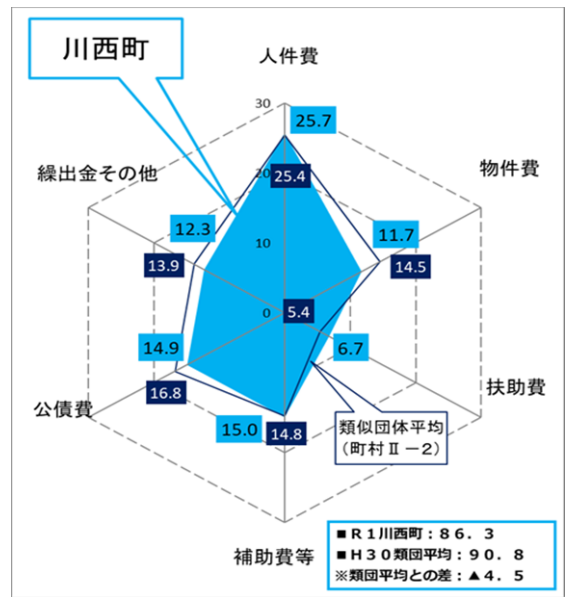 川西町
人件費
30
25.7
繰出金その他
物件費
20
25.4
12.3
11.7
10
13.9
14.5
0
5.4
14.9
6.7
16.8
扶助費
公債費
15.0
14.8
類似団体平均
（町村Ⅱ－2）
補助費等
■Ｒ１川西町：８６．３
■Ｈ３０類団平均：９０．８
※類団平均との差：▲４．５